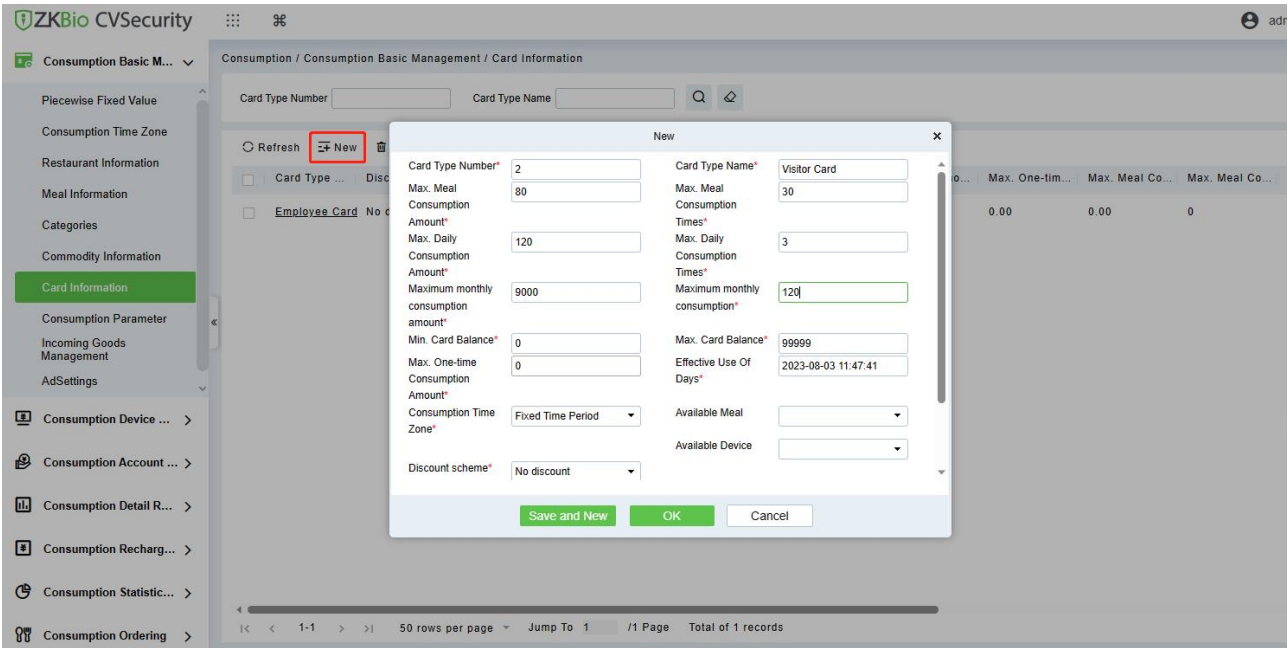 ZKBio CVSecurity
adm
Consumption Basic M...
Piecewise Fixed Value
Consumption Time Zone
Restaurant Information
Meal Information
Categories
Commodity Information
Card Information
Consumption Parameter
Incoming Goods
Management
AdSettings
Consumption Device ...
Consumption Account ...
Consumption Detail R...
Consumption Recharg...
Consumption Statistic...
Consumption Ordering
Consumption / Consumption Basic Management / Card Information
Card Type Number
Card Type Name
Refresh
New
Card Type ...
Disc
o...
Max. One-tim...
Max. Meal Co...
Max. Meal Co...
Employee Card
No d
0.00
0.00
0
New
Card Type Number* 2
Card Type Name* Visitor Card
Max. Meal
Consumption
Amount* 80
Max. Meal
Consumption
Times* 30
Max. Daily
Consumption
Amount* 120
Max. Daily
Consumption
Times* 3
Maximum monthly
consumption
amount* 9000
Maximum monthly
consumption* 120
Min. Card Balance* 0
Max. Card Balance* 99999
Max. One-time
Consumption
Amount* 0
Effective Use Of
Days* 2023-08-03 11:47:41
Consumption Time
Zone* Fixed Time Period
Available Meal
Available Device
Discount scheme* No discount
Save and New
OK
Cancel
1-1
50 rows per page
Jump To 1 /1 Page
Total of 1 records